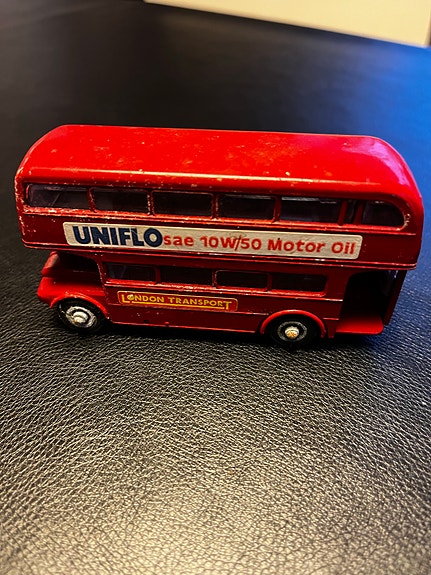 UNIFLO sae 10W/50 Motor Oil
LONDON TRANSPORT